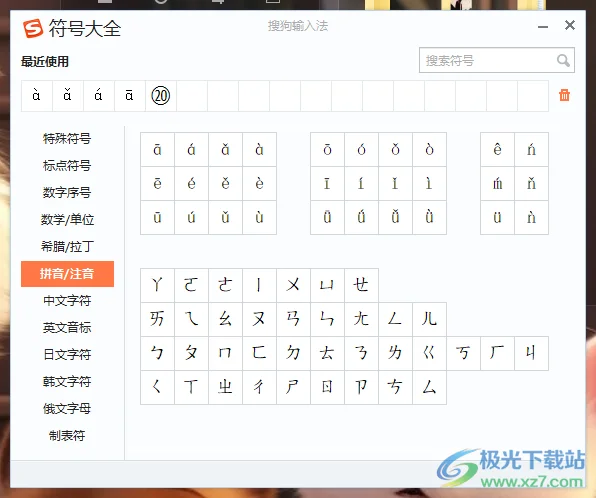 符号大全
搜狗输入法
最近使用
搜索符号
à ǎ á ā ⑳
特殊符号
标点符号
数字序号
数学/单位
希腊/拉丁
拼音/注音
中文字符
英文音标
日文字符
韩文字符
俄文字母
制表符
ā á ǎ à ō ó ǒ ò ê ń
ē é ě è ī í ǐ ì ḿ ň
ū ú ǔ ù ǖ ǘ ǚ ǜ ü ǹ
ㄚ ㄛ ㄜ ㄧ ㄨ ㄩ ㄝ
ㄞ ㄟ ㄠ ㄡ ㄢ ㄣ ㄤ ㄥ ㄦ
ㄅ ㄆ ㄇ ㄈ ㄉ ㄊ ㄋ ㄌ ㄍ ㄎ ㄏ ㄐ
ㄑ ㄒ ㄓ ㄔ ㄕ ㄖ ㄗ ㄘ ㄙ
极光下载站
www.xz7.com